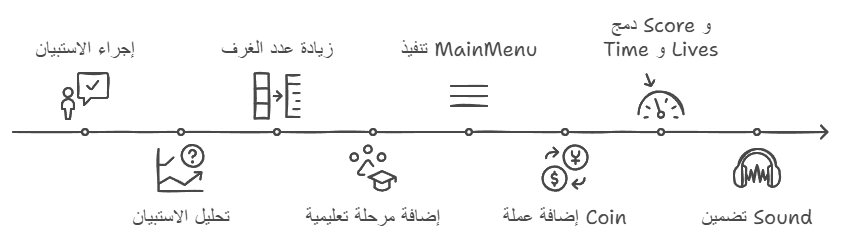 إجراء الاستبيان
تحليل الاستبيان
زيادة عدد الغرف
إضافة مرحلة تعليمية
تنفيذ MainMenu
إضافة عملة Coin
دمج Score و
Time و Lives
تضمين Sound